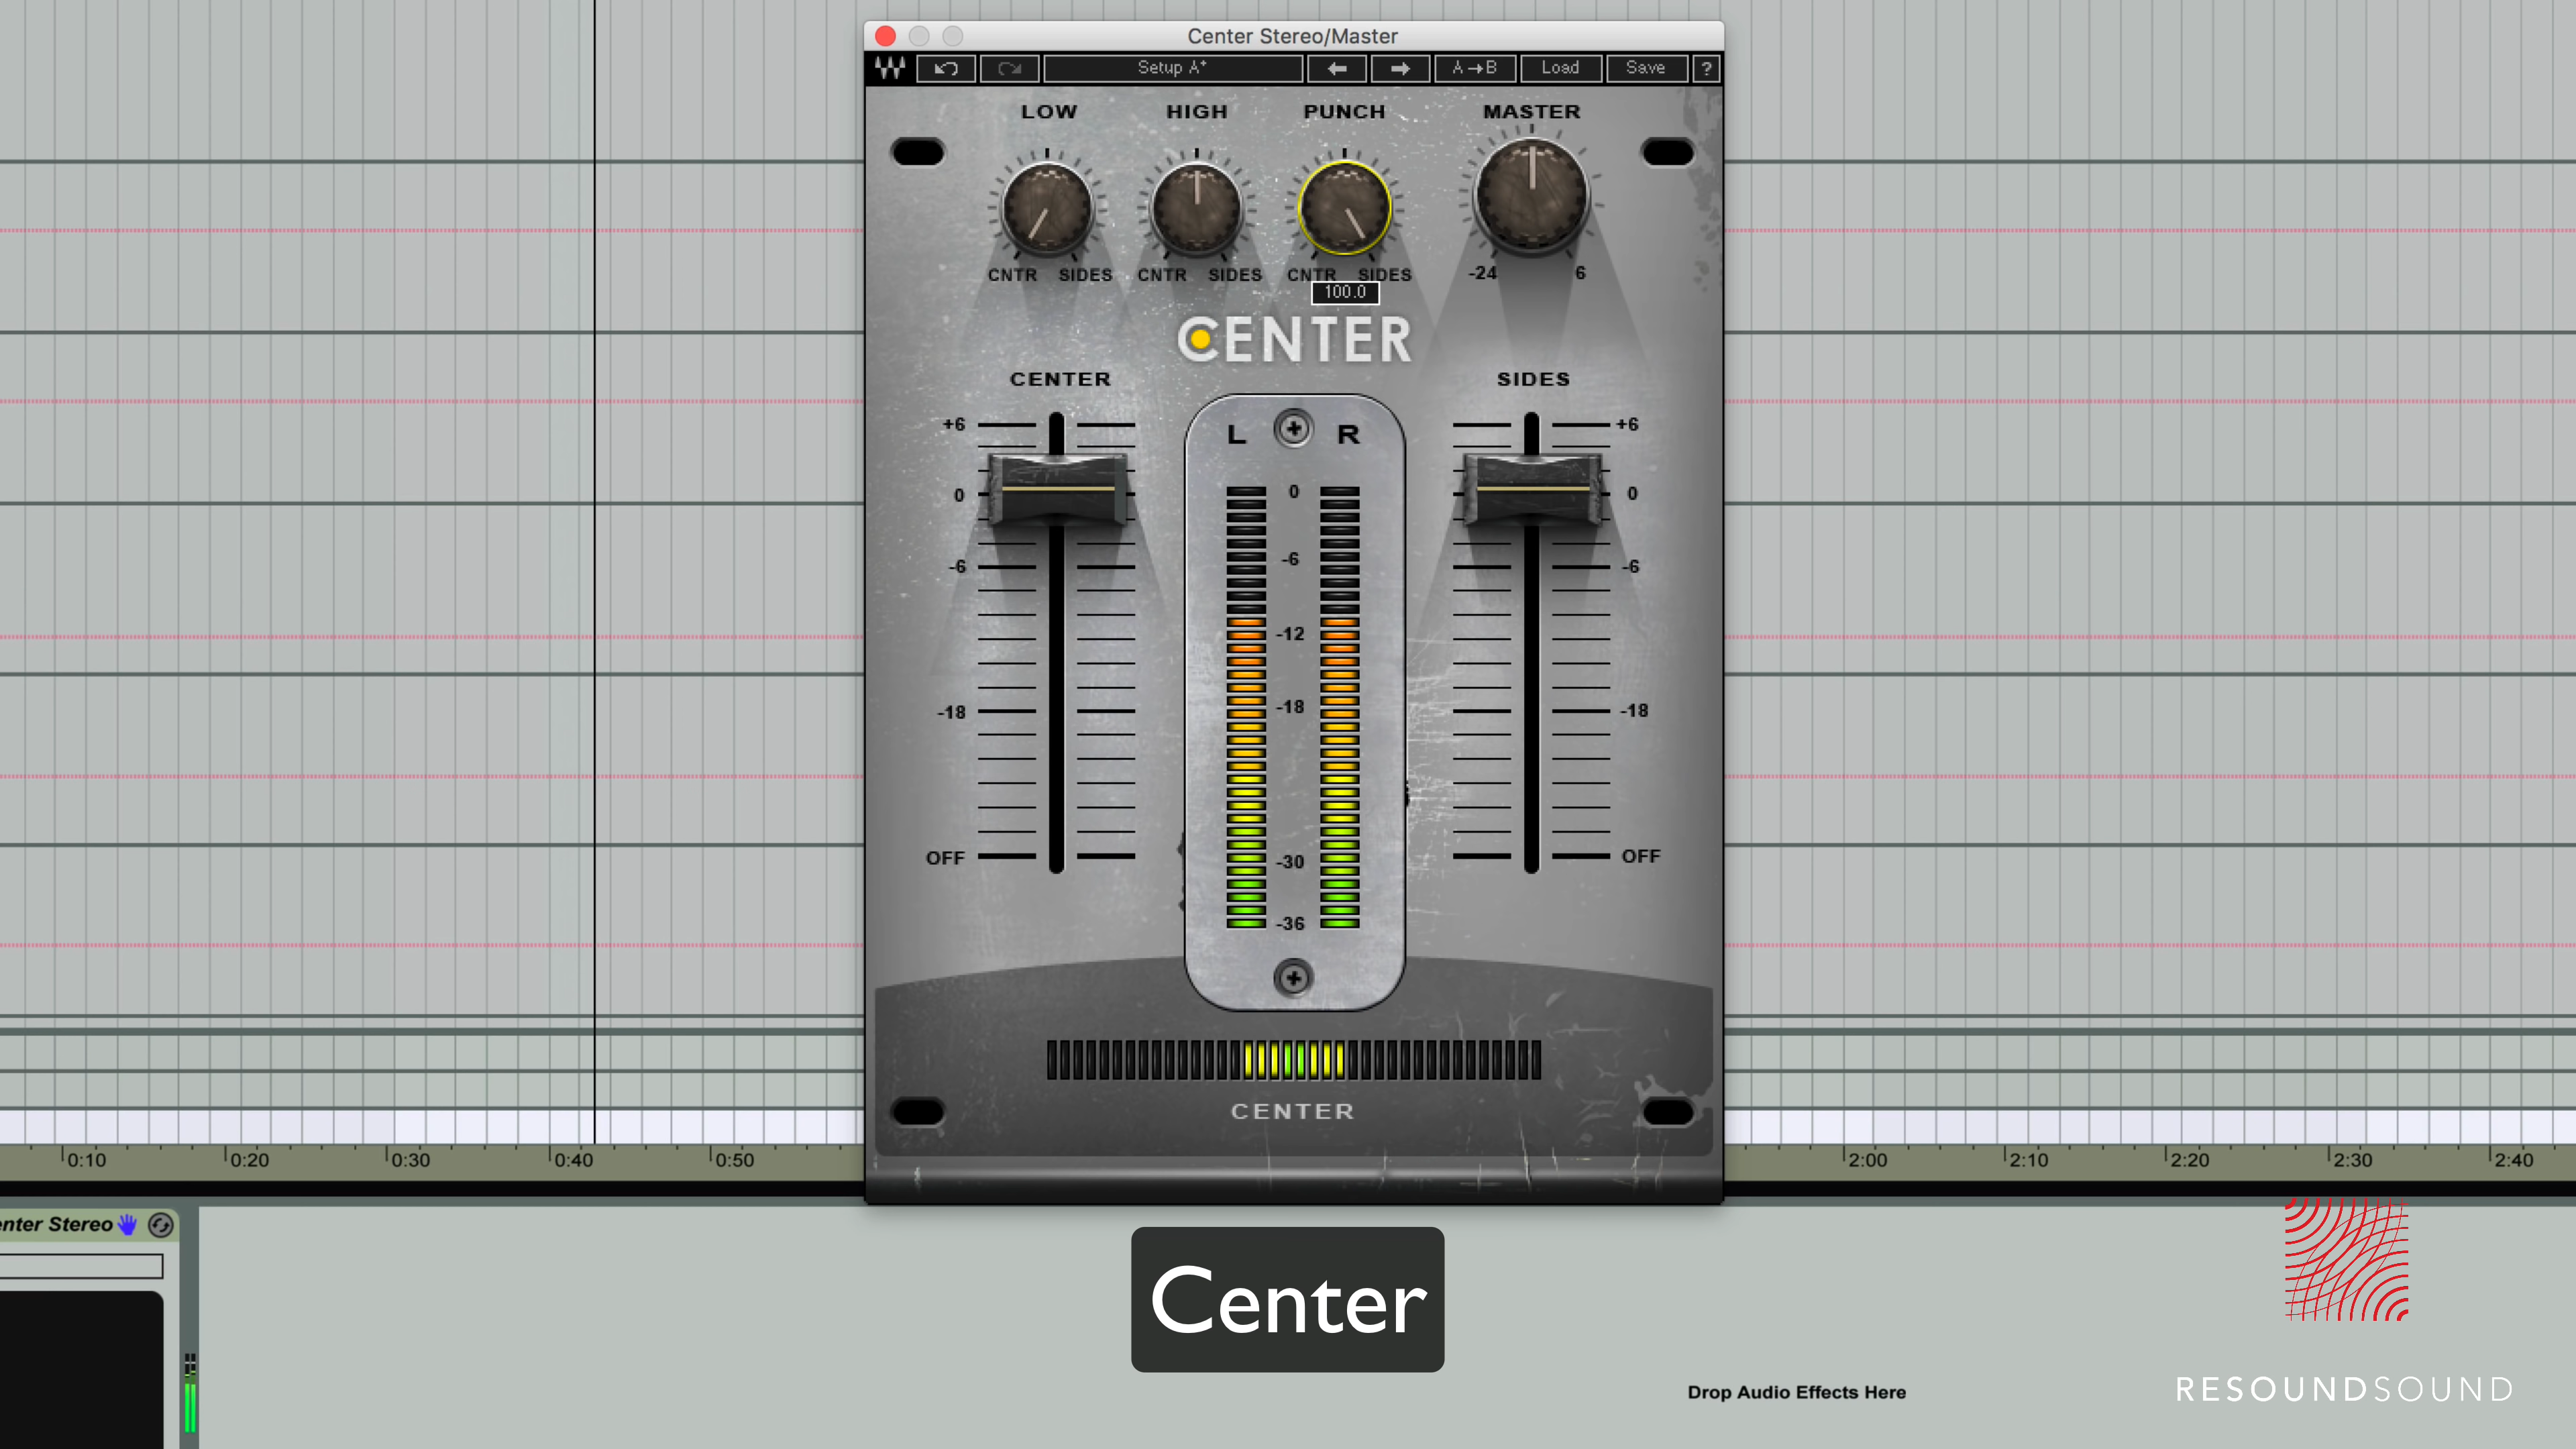 Center Stereo/Master
Setup A* A→B Load Save ?
LOW HIGH PUNCH MASTER
CNTR SIDES CNTR SIDES CNTR SIDES -24 6
100.0
CENTER
CENTER SIDES
L R
+6 +6
0 0 0
-6 -6 -6
-12
-18 -18 -18
OFF -30 OFF
-36
CENTER
0:10 0:20 0:30 0:40 0:50 2:00 2:10 2:20 2:30 2:40
enter Stereo
Center
Drop Audio Effects Here
RESOUNDSOUND